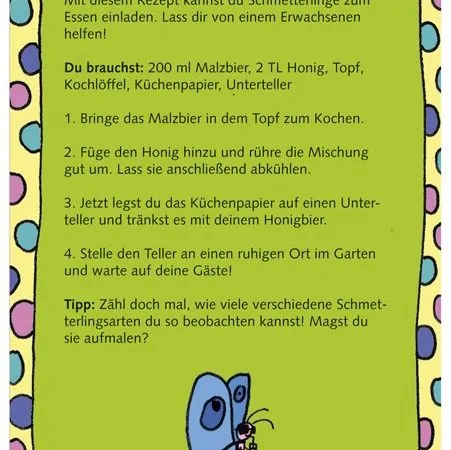 Mit diesem Rezept kannst du Schmetterlinge zum
Essen einladen. Lass dir von einem Erwachsenen
helfen!
Du brauchst: 200 ml Malzbier, 2 TL Honig, Topf,
Kochlöffel, Küchenpapier, Unterteller
1. Bringe das Malzbier in dem Topf zum Kochen.
2. Füge den Honig hinzu und rühre die Mischung
gut um. Lass sie anschließend abkühlen.
3. Jetzt legst du das Küchenpapier auf einen Unter-
teller und tränkst es mit deinem Honigbier.
4. Stelle den Teller an einen ruhigen Ort im Garten
und warte auf deine Gäste!
Tipp: Zähl doch mal, wie viele verschiedene Schmet-
terlingsarten du so beobachten kannst! Magst du
sie aufmalen?